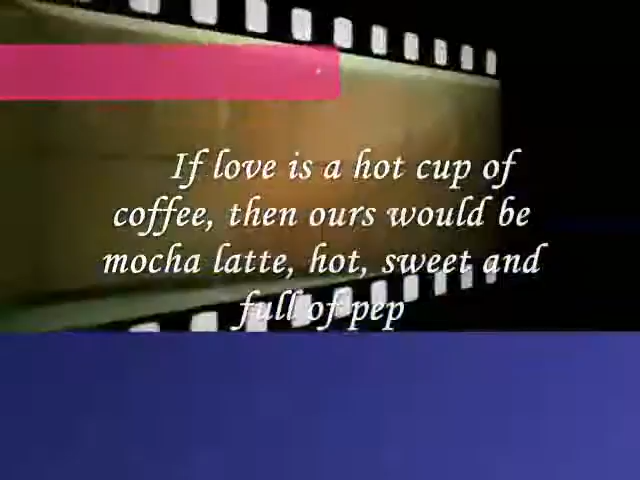 If love is a hot cup of
coffee, then ours would be
mocha latte, hot, sweet and
full of pep